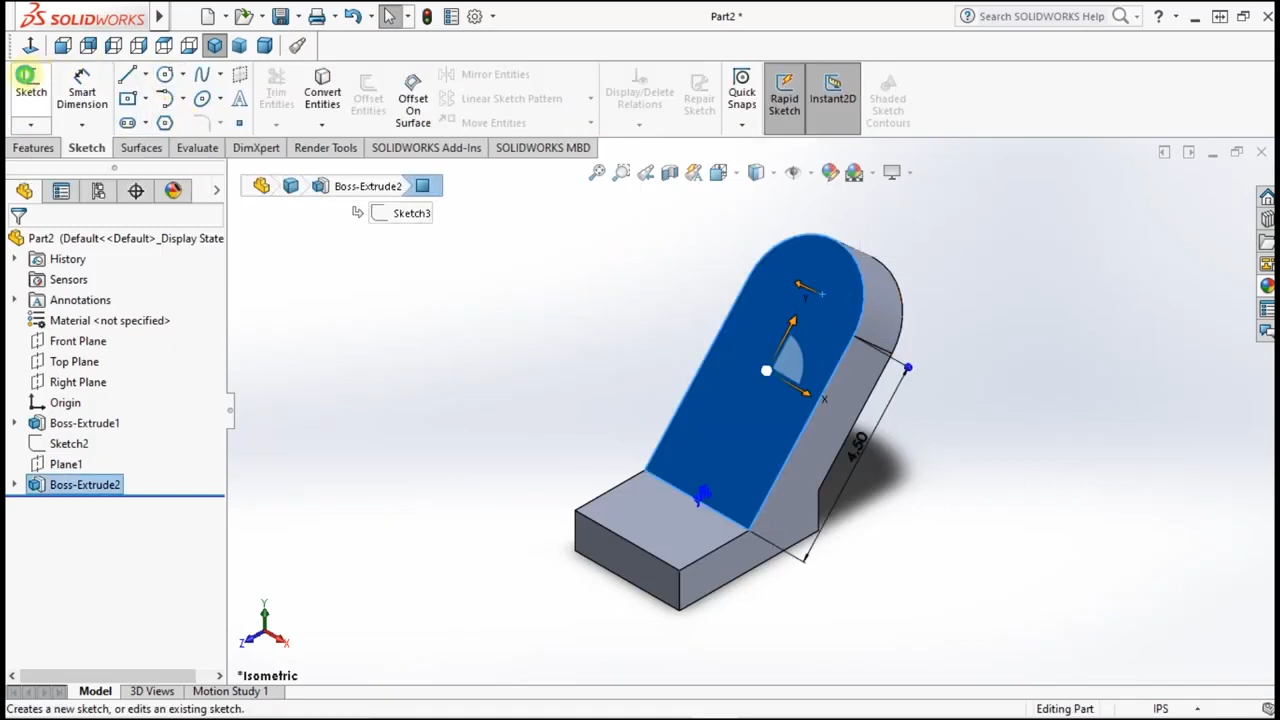 SOLIDWORKS
Part2 *
Search SOLIDWORKS Help
?
Sketch
Smart Dimension
Trim Entities
Convert Entities
Offset Entities
Offset On Surface
Mirror Entities
Linear Sketch Pattern
Move Entities
Display/Delete Relations
Repair Sketch
Quick Snaps
Rapid Sketch
Instant2D
Shaded Sketch Contours
Features
Sketch
Surfaces
Evaluate
DimXpert
Render Tools
SOLIDWORKS Add-Ins
SOLIDWORKS MBD
Boss-Extrude2
Sketch3
Part2 (Default<<Default>_Display State
History
Sensors
Annotations
Material <not specified>
Front Plane
Top Plane
Right Plane
Origin
Boss-Extrude1
Sketch2
Plane1
Boss-Extrude2
Y
X
4.50
Y
Z
X
*Isometric
Model
3D Views
Motion Study 1
Creates a new sketch, or edits an existing sketch.
Editing Part
IPS